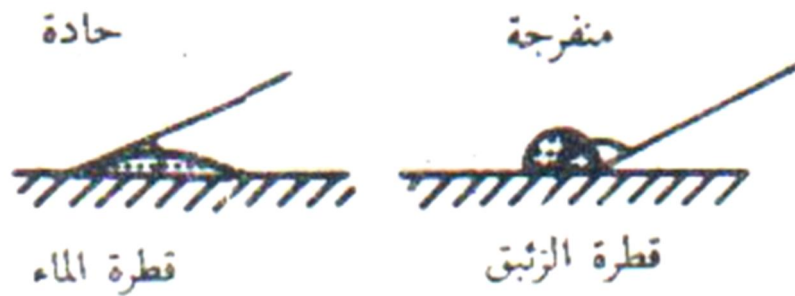 منفرجة
حادة
قطرة الزئبق
قطرة الماء